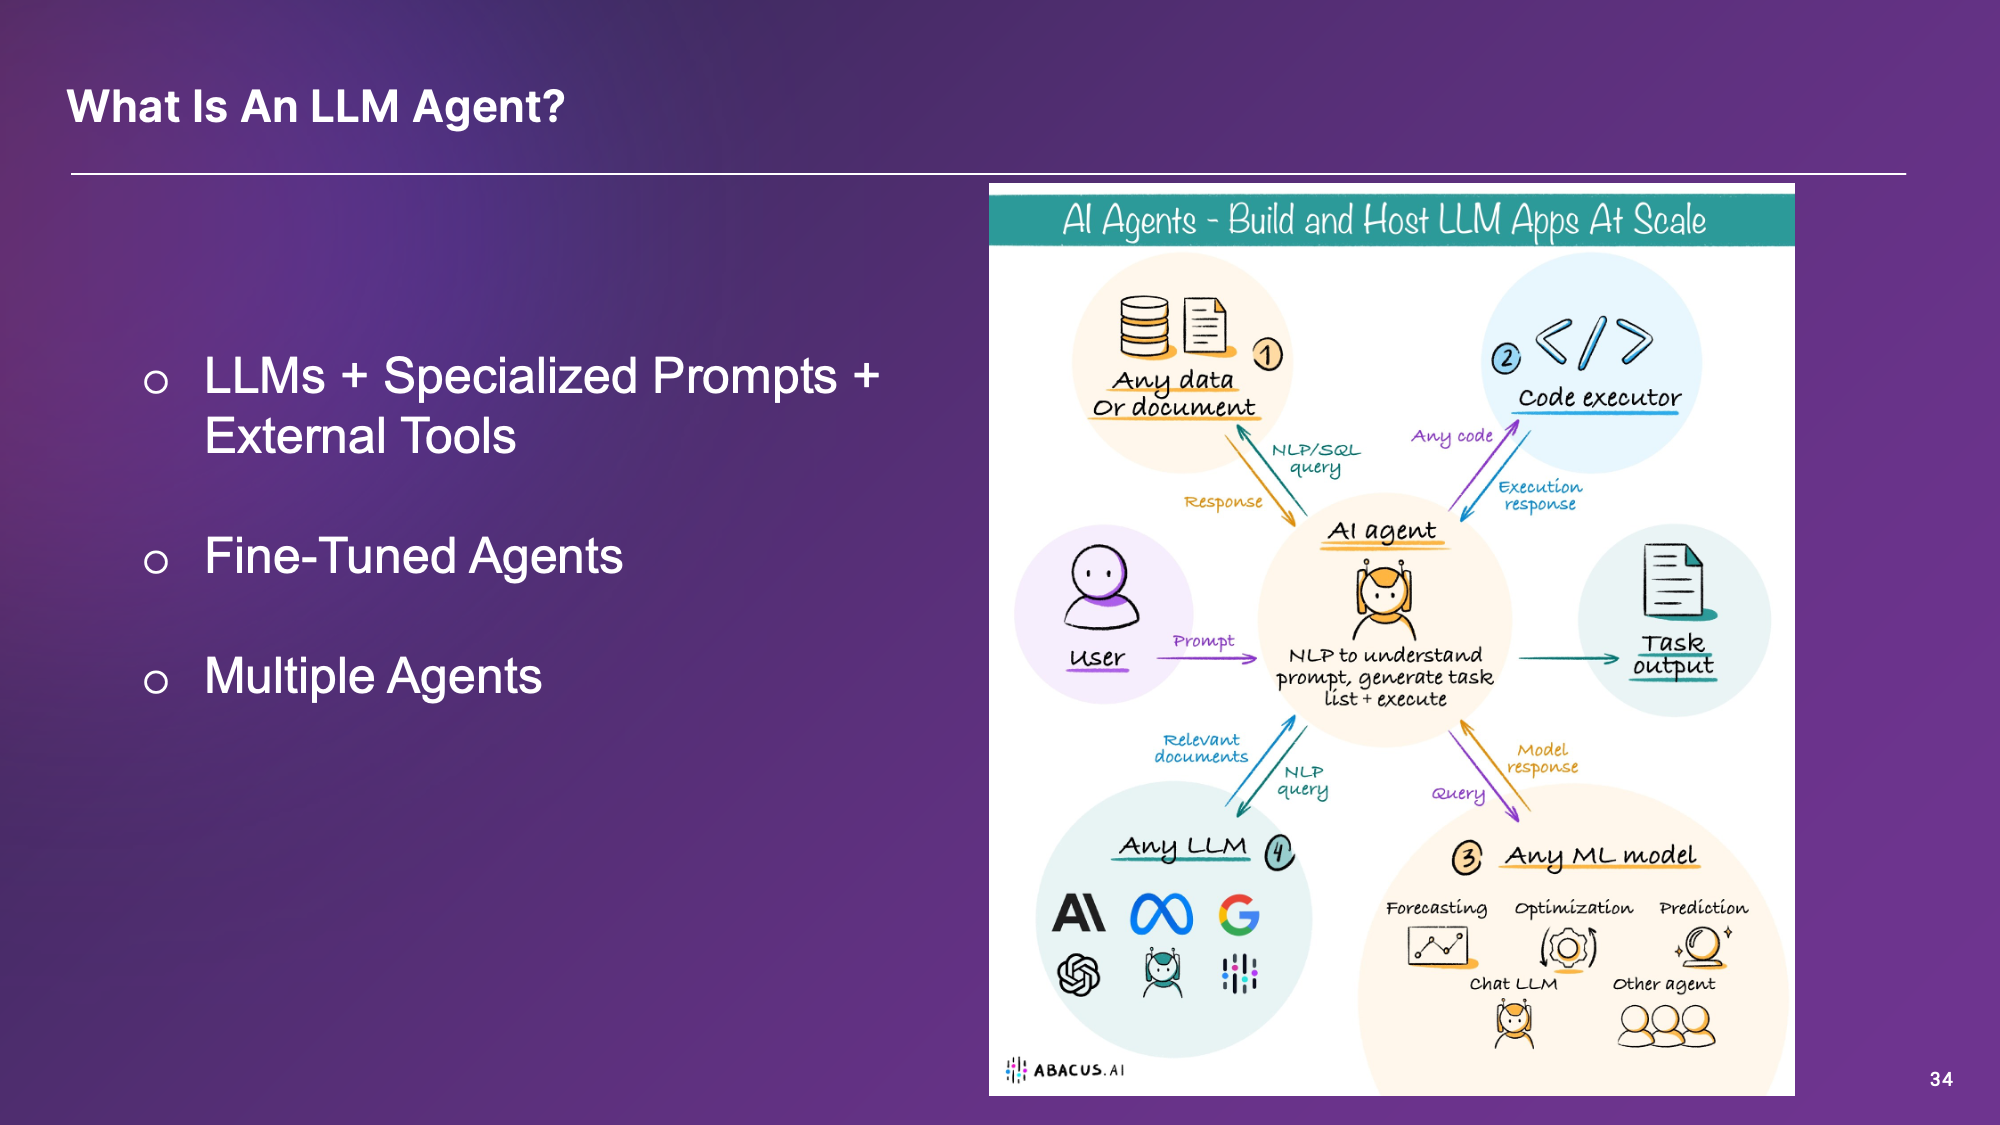 What Is An LLM Agent?
LLMs + Specialized Prompts +
External Tools
Fine-Tuned Agents
Multiple Agents
AI Agents - Build and Host LLM Apps At Scale
1
Any data
Or document
2
Code executor
NLP/SQL
query
Response
Any code
Execution
response
AI agent
NLP to understand
prompt, generate task
list + execute
User
Prompt
Task
output
Relevant
documents
NLP
query
Model
response
Query
Any LLM
4
3
Any ML model
Forecasting
Optimization
Prediction
Chat LLM
Other agent
ABACUS.AI
34